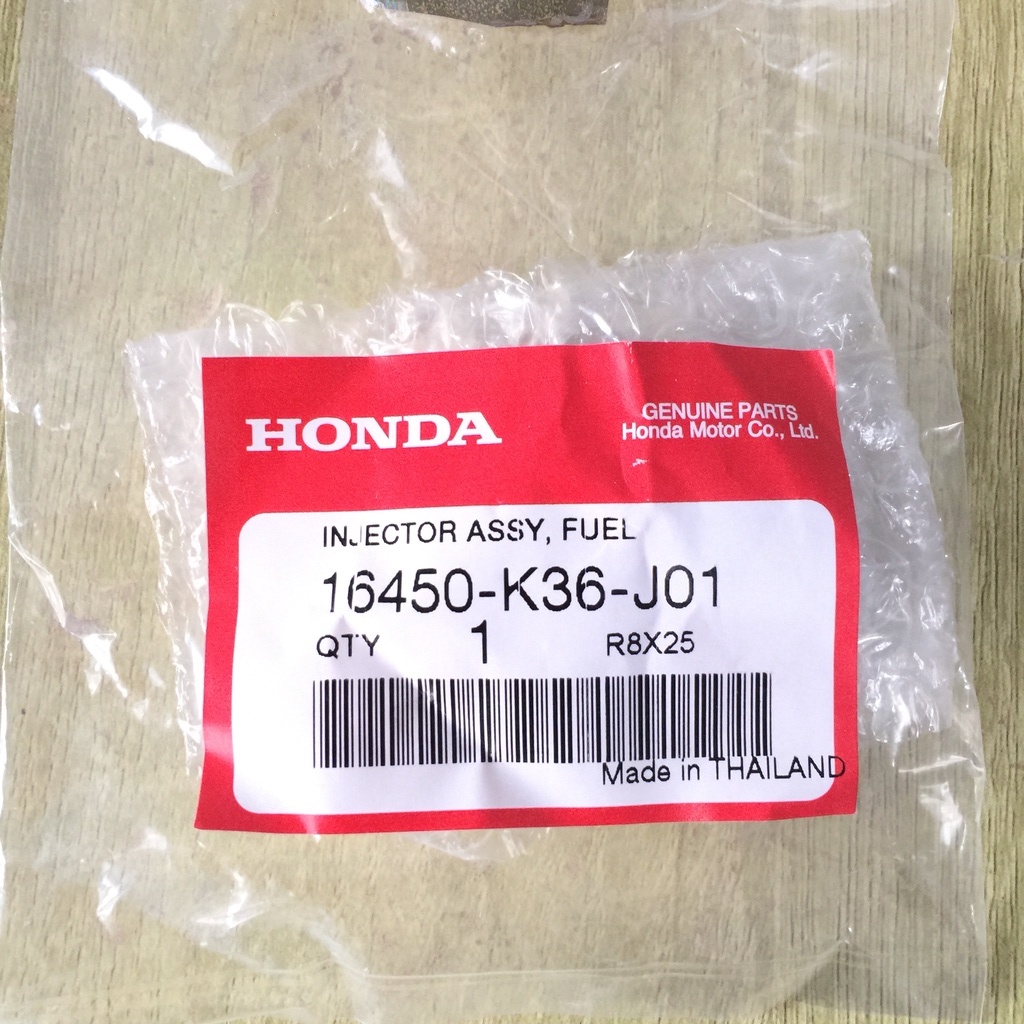 HONDA
GENUINE PARTS
Honda Motor Co., Ltd.
INJECTOR ASSY, FUEL
16450-K36-J01
QTY 1 R8X25
Made in THAILAND